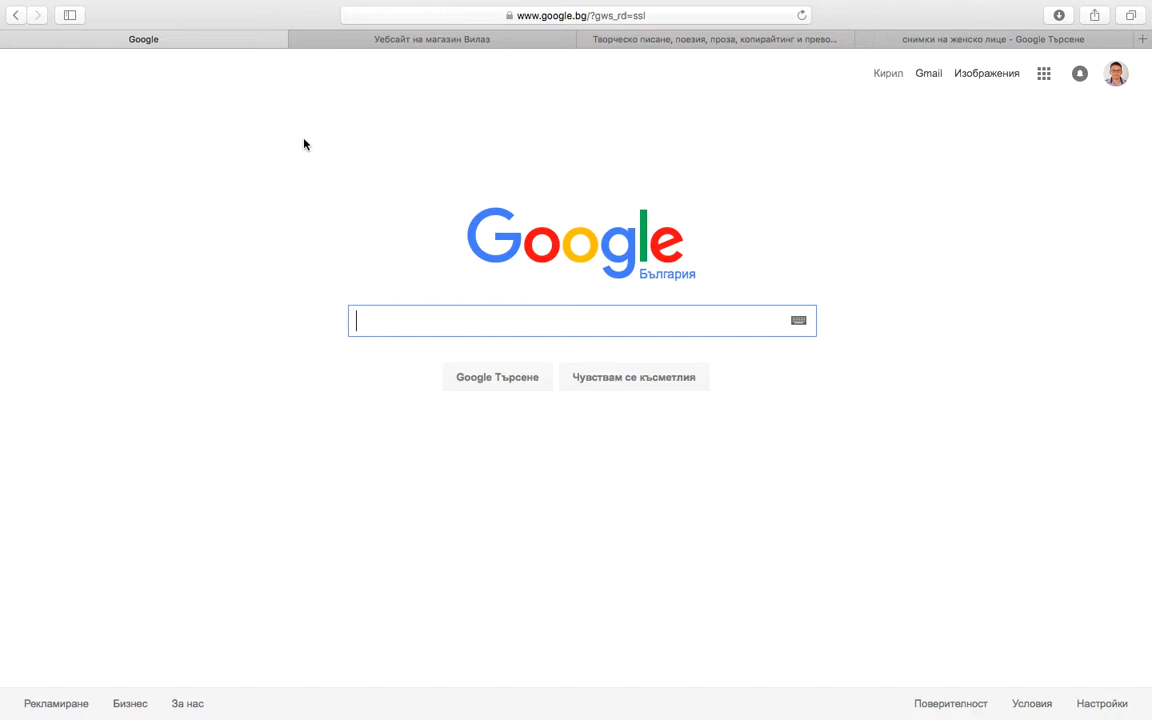 www.google.bg/?gws_rd=ssl
Google
Уебсайт на магазин Вилаз
Творческо писане, поезия, проза, копирайтинг и прево...
снимки на женско лице - Google Търсене
Кирил
Gmail
Изображения
Google
България
Google Търсене
Чувствам се късметлия
Рекламиране
Бизнес
За нас
Поверителност
Условия
Настройки